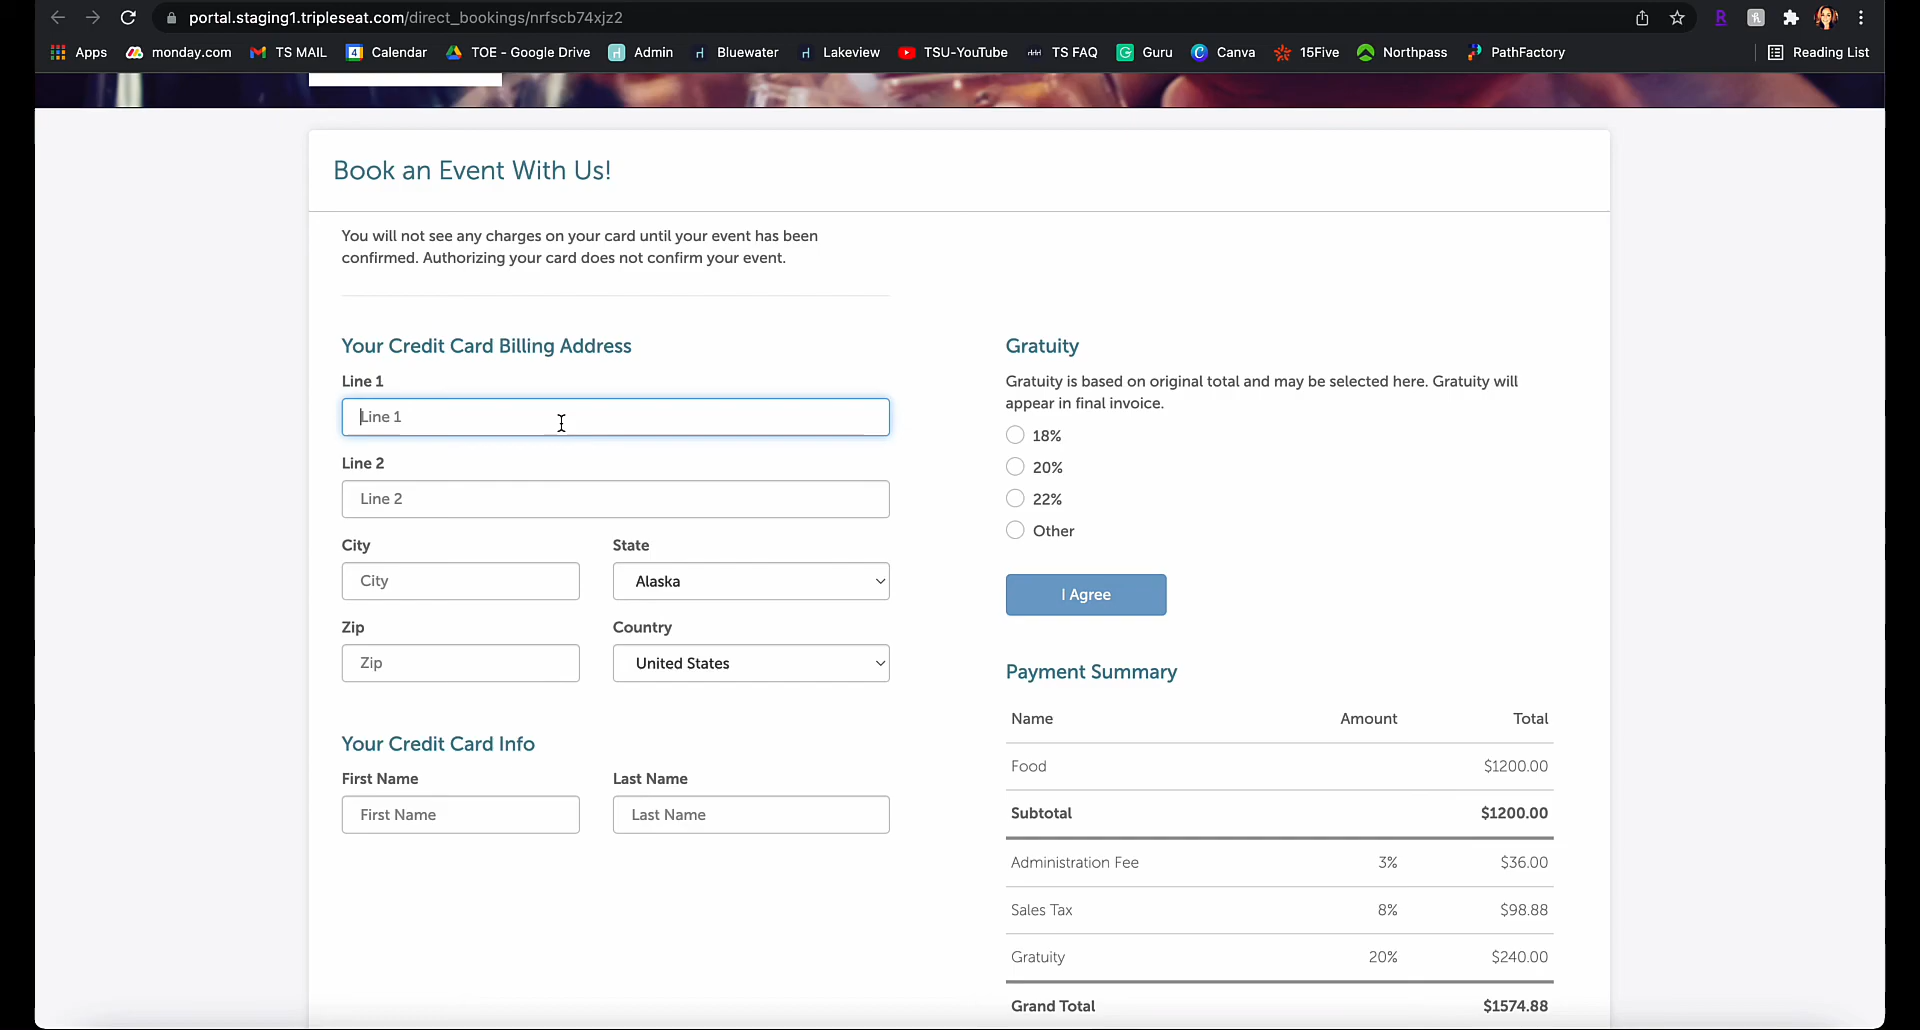 portal.staging1.tripleseat.com/direct_bookings/nrfscb74xjz2
Apps monday.com TS MAIL Calendar TOE - Google Drive Admin Bluewater Lakeview TSU-YouTube TS FAQ Guru Canva 15Five Northpass PathFactory Reading List
Book an Event With Us!
You will not see any charges on your card until your event has been
confirmed. Authorizing your card does not confirm your event.
Your Credit Card Billing Address
Line 1
Line 1
Line 2
Line 2
City State
City Alaska
Zip Country
Zip United States
Your Credit Card Info
First Name Last Name
First Name Last Name
Gratuity
Gratuity is based on original total and may be selected here. Gratuity will
appear in final invoice.
18%
20%
22%
Other
I Agree
Payment Summary
Name Amount Total
Food $1200.00
Subtotal $1200.00
Administration Fee 3% $36.00
Sales Tax 8% $98.88
Gratuity 20% $240.00
Grand Total $1574.88